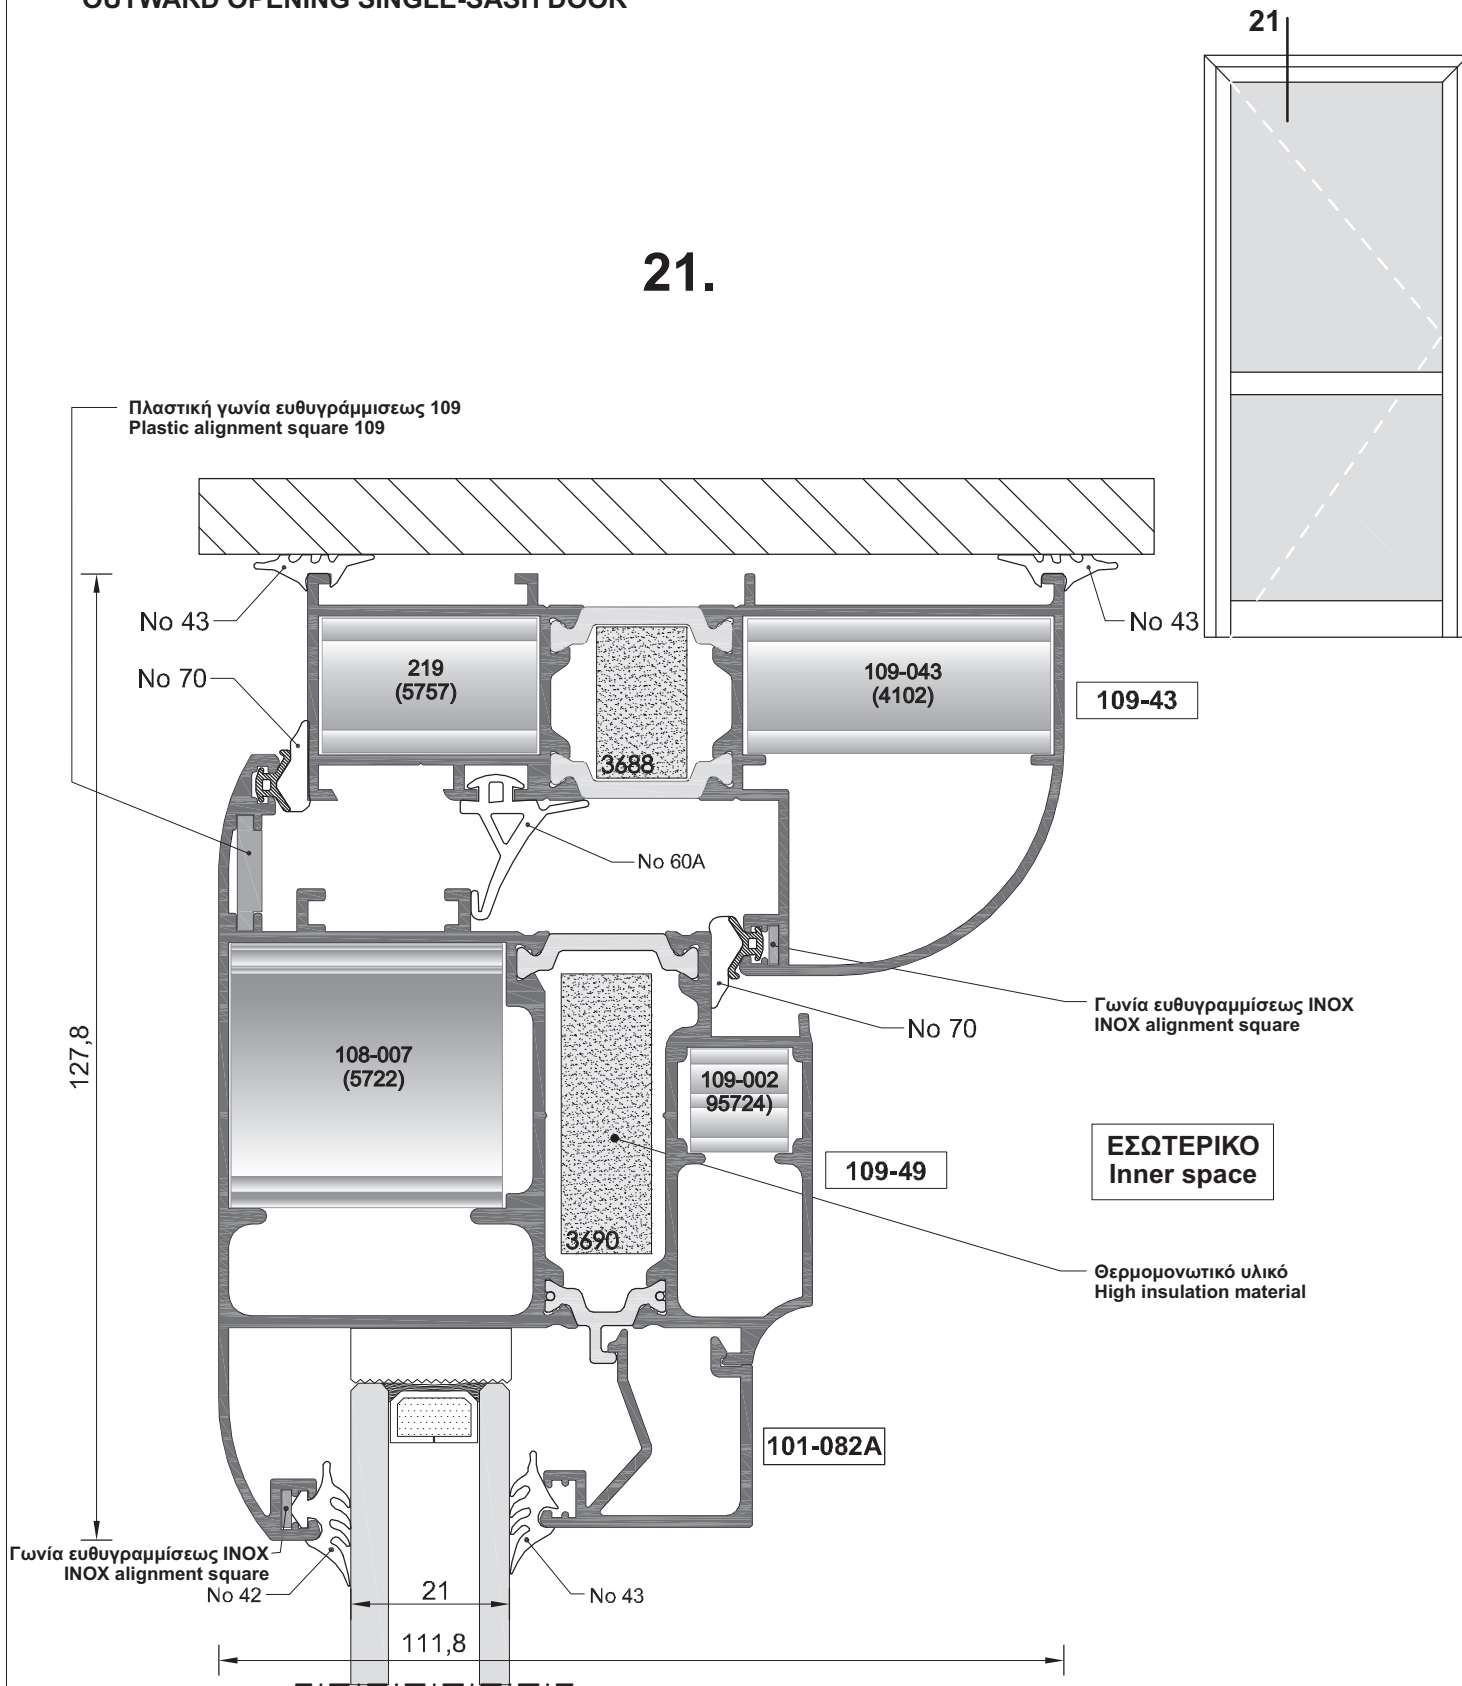 OUTWARD OPENING SINGLE-SASH DOOR
21
21.
Πλαστική γωνία ευθυγράμμισεως 109
Plastic alignment square 109
No 43
No 43
No 70
219
(5757)
109-043
(4102)
109-43
3688
No 60A
127,8
Γωνία ευθυγραμμίσεως INOX
INOX alignment square
No 70
108-007
(5722)
109-002
95724)
109-49
ΕΣΩΤΕΡΙΚΟ
Inner space
3690
Θερμομονωτικό υλικό
High insulation material
101-082A
Γωνία ευθυγραμμίσεως INOX
INOX alignment square
No 42
No 43
21
111,8